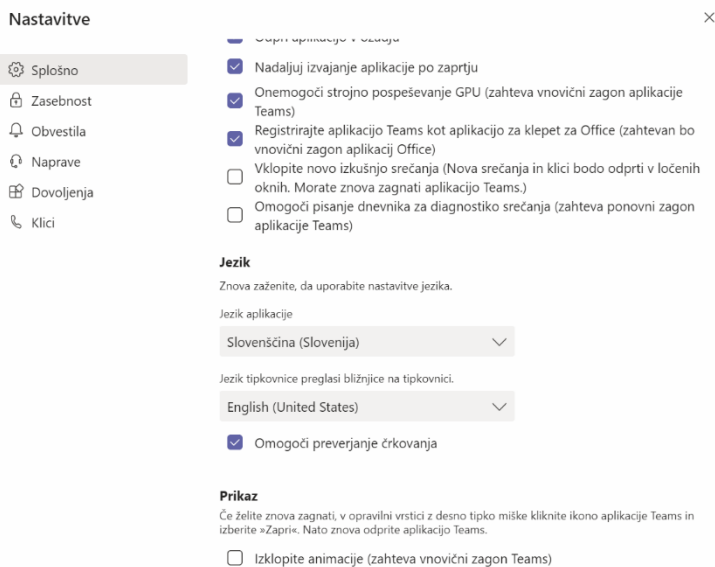 Nastavitve
Splošno
Zasebnost
Obvestila
Naprave
Dovoljenja
Klici
Odpri aplikacijo v ozadju
Nadaljuj izvajanje aplikacije po zaprtju
Onemogoči strojno pospeševanje GPU (zahteva vnovični zagon aplikacije
Teams)
Registrirajte aplikacijo Teams kot aplikacijo za klepet za Office (zahtevan bo
vnovični zagon aplikacij Office)
Vklopite novo izkušnjo srečanja (Nova srečanja in klici bodo odprti v ločenih
oknih. Morate znova zagnati aplikacijo Teams.)
Omogoči pisanje dnevnika za diagnostiko srečanja (zahteva ponovni zagon
aplikacije Teams)
Jezik
Znova zaženite, da uporabite nastavitve jezika.
Jezik aplikacije
Slovenščina (Slovenija)
Jezik tipkovnice preglasi bližnjice na tipkovnici.
English (United States)
Omogoči preverjanje črkovanja
Prikaz
Če želite znova zagnati, v opravilni vrstici z desno tipko miške kliknite ikono aplikacije Teams in
izberite »Zapri«. Nato znova odprite aplikacijo Teams.
Izklopite animacije (zahteva vnovični zagon Teams)